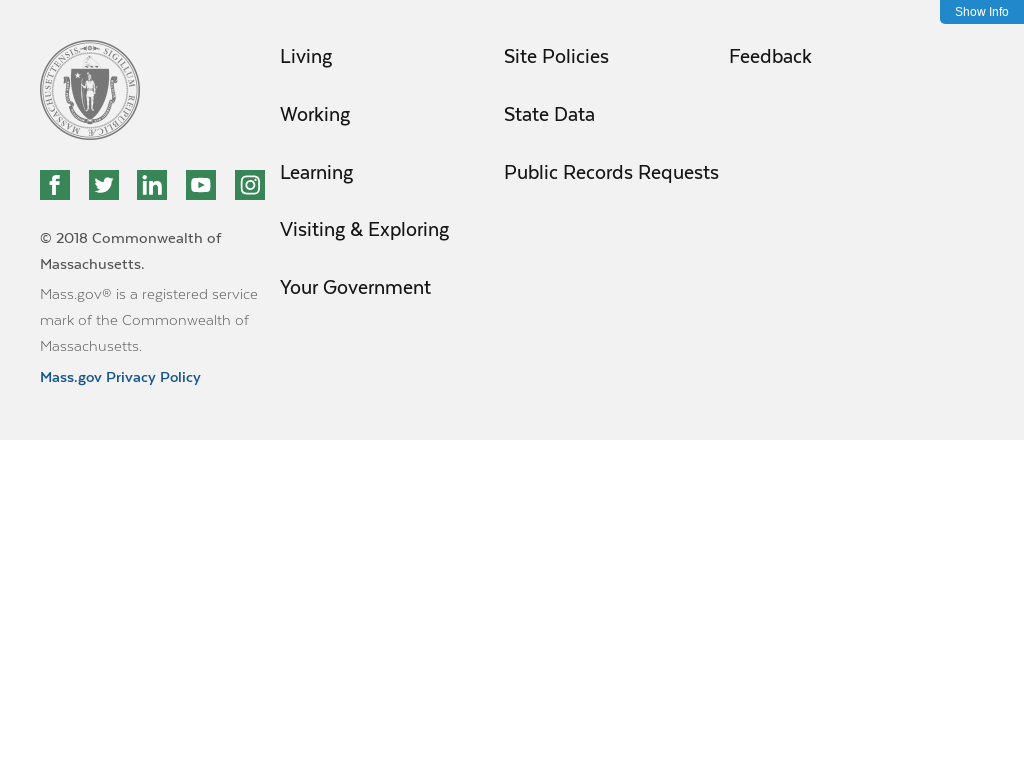 Show Info
SIGILLUM REIPUBLICÆ MASSACHUSETTENSIS
Living
Working
Learning
Visiting & Exploring
Your Government
Site Policies
State Data
Public Records Requests
Feedback
© 2018 Commonwealth of
Massachusetts.
Mass.gov® is a registered service
mark of the Commonwealth of
Massachusetts.
Mass.gov Privacy Policy